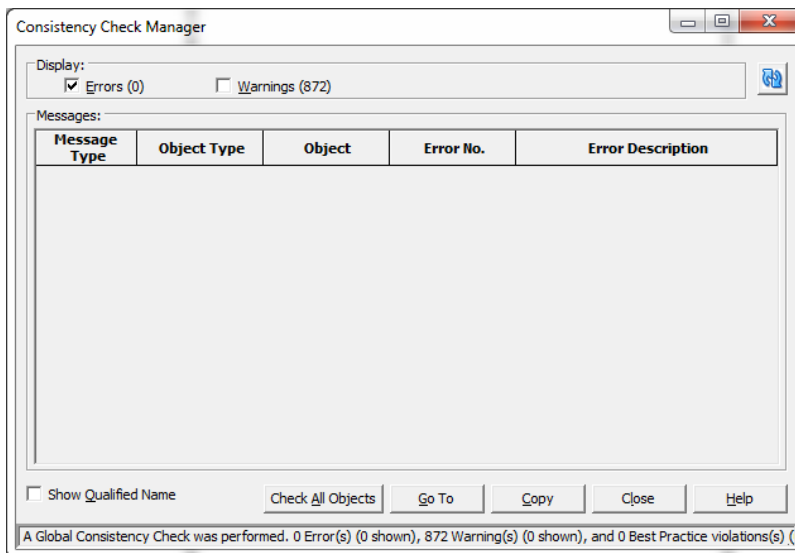 Consistency Check Manager
Display:
Errors (0) Warnings (872)
Messages:
Message Type Object Type Object Error No. Error Description
Show Qualified Name Check All Objects Go To Copy Close Help
A Global Consistency Check was performed. 0 Error(s) (0 shown), 872 Warning(s) (0 shown), and 0 Best Practice violations(s) (